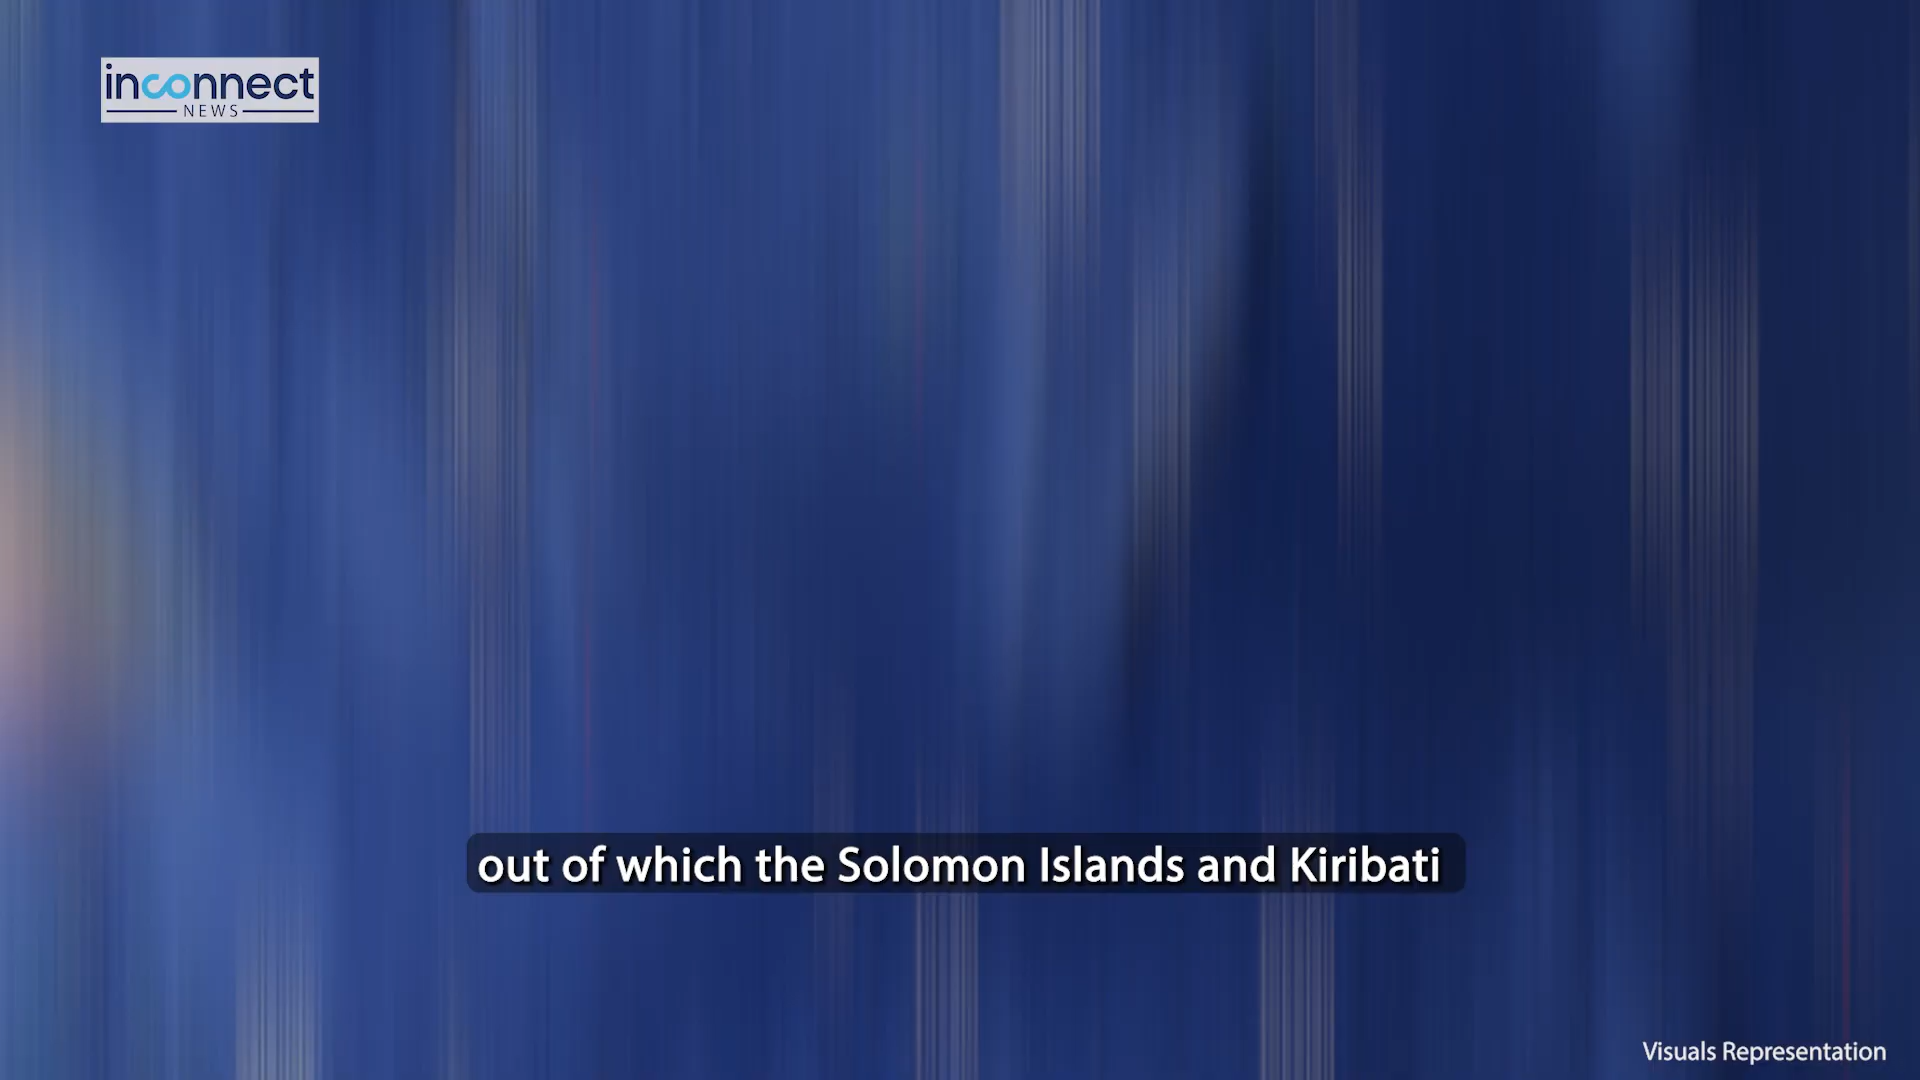 inconnect
NEWS
out of which the Solomon Islands and Kiribati
Visuals Representation